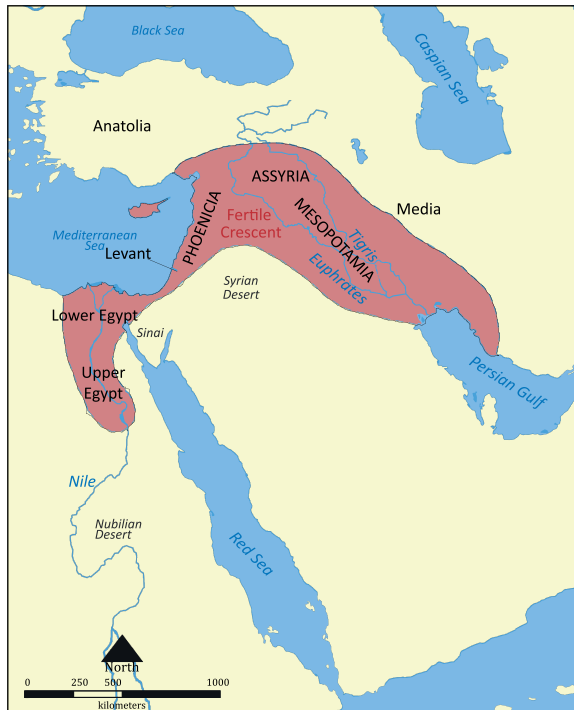 Black Sea
Caspian Sea
Anatolia
ASSYRIA
PHOENICIA
MESOPOTAMIA
Media
Fertile
Crescent
Tigris
Mediterranean
Sea
Levant
Euphrates
Syrian
Desert
Lower Egypt
Sinai
Upper
Egypt
Persian Gulf
Nile
Nubilian
Desert
Red Sea
North
0 250 500 1000
kilometers